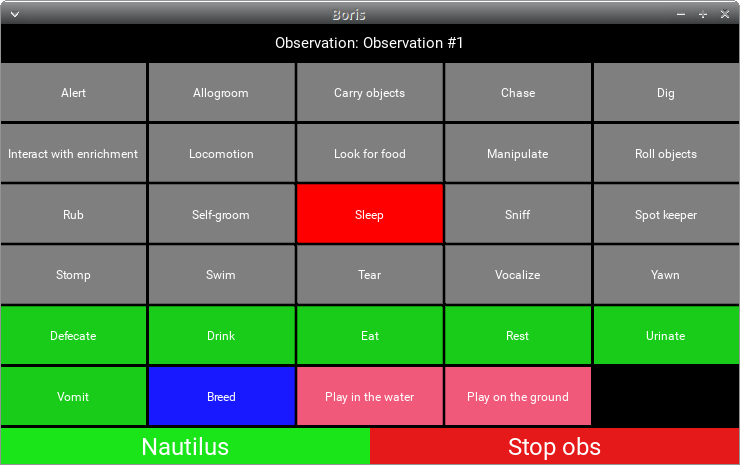 Boris
Observation: Observation #1
Alert Allogroom Carry objects Chase Dig
Interact with enrichment Locomotion Look for food Manipulate Roll objects
Rub Self-groom Sleep Sniff Spot keeper
Stomp Swim Tear Vocalize Yawn
Defecate Drink Eat Rest Urinate
Vomit Breed Play in the water Play on the ground
Nautilus Stop obs